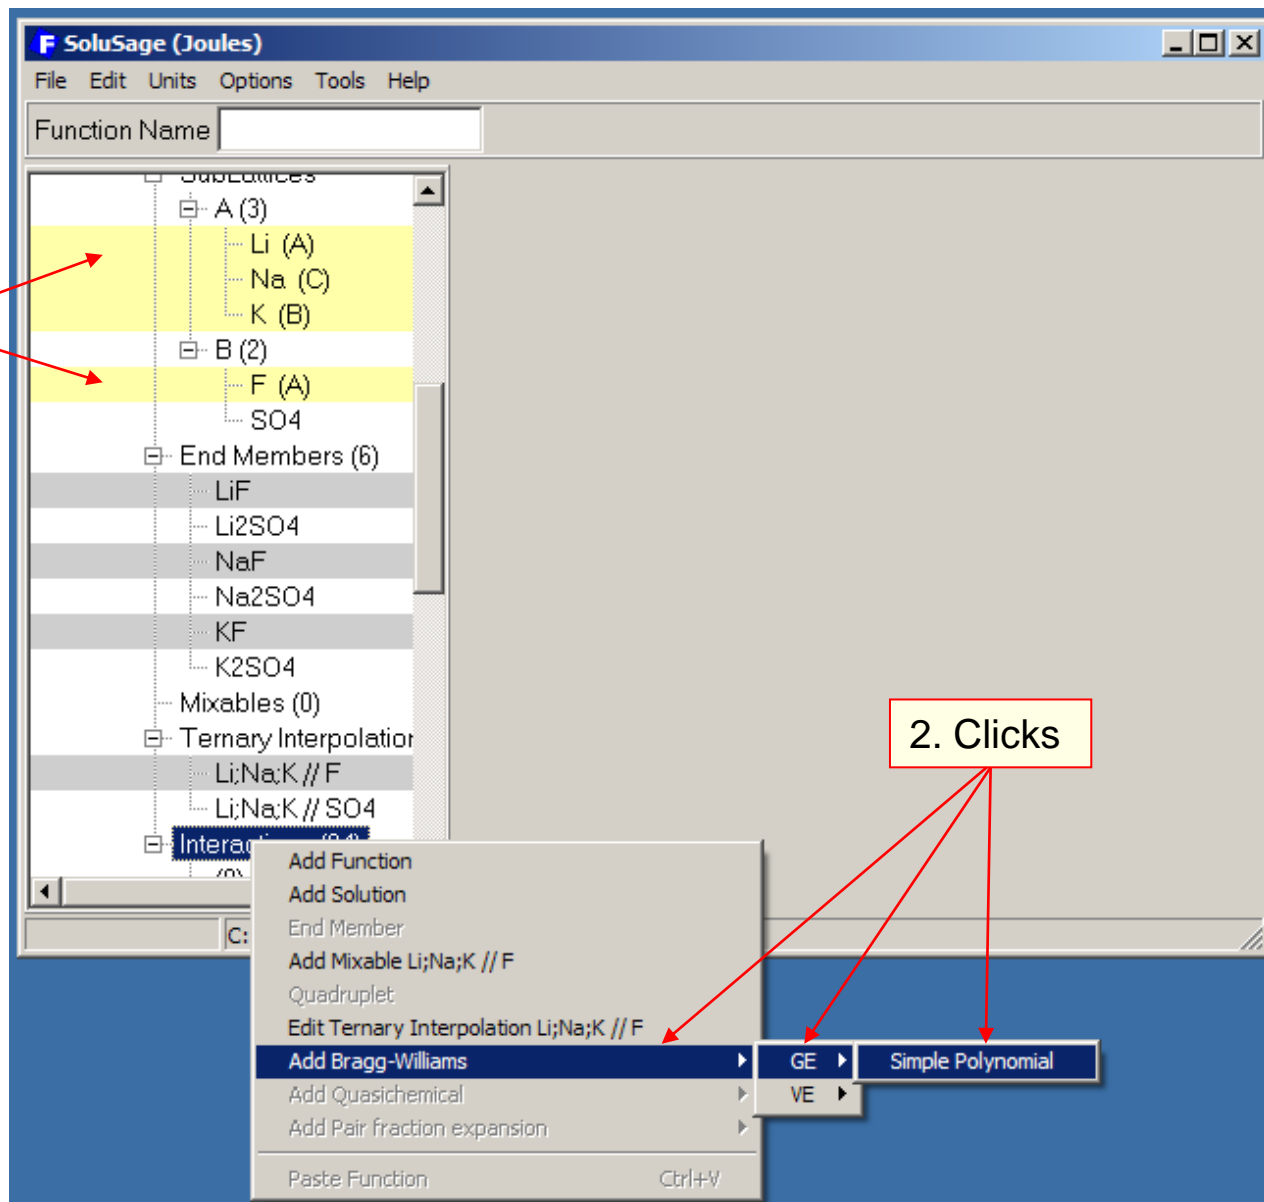 F SoluSage (Joules)
File Edit Units Options Tools Help
Function Name
SubLattices
A (3)
Li (A)
Na (C)
K (B)
B (2)
F (A)
SO4
End Members (6)
LiF
Li2SO4
NaF
Na2SO4
KF
K2SO4
Mixables (0)
Ternary Interpolation
Li;Na;K // F
Li;Na;K // SO4
2. Clicks
C:
Add Function
Add Solution
End Member
Add Mixable Li;Na;K // F
Quadruplet
Edit Ternary Interpolation Li;Na;K // F
Add Bragg-Williams GE Simple Polynomial
Add Quasichemical VE
Add Pair fraction expansion
Paste Function Ctrl+V